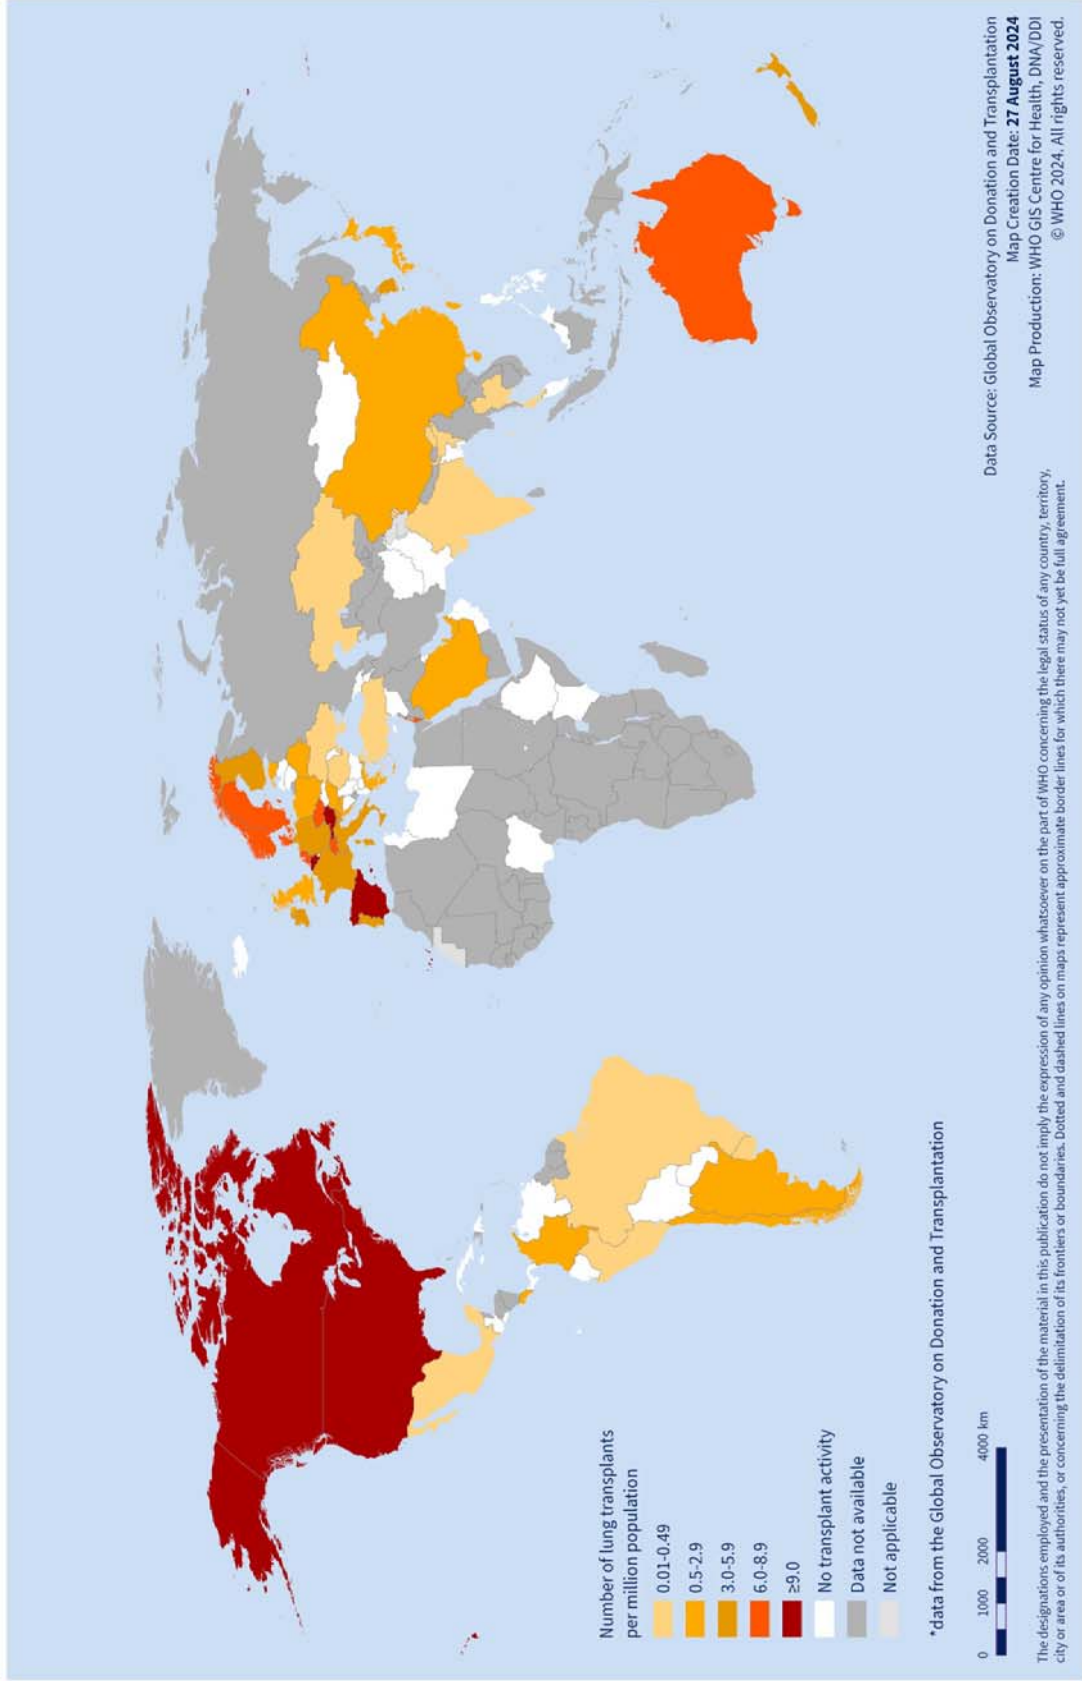 Number of lung transplants
per million population
0.01-0.49
0.5-2.9
3.0-5.9
6.0-8.9
≥9.0
No transplant activity
Data not available
Not applicable
*data from the Global Observatory on Donation and Transplantation
0 1000 2000 4000 km
Data Source: Global Observatory on Donation and Transplantation
Map Creation Date: 27 August 2024
Map Production: WHO GIS Centre for Health, DNA/DDI
© WHO 2024. All rights reserved.
The designations employed and the presentation of the material in this publication do not imply the expression of any opinion whatsoever on the part of WHO concerning the legal status of any country, territory,
city or area or of its authorities, or concerning the delimitation of its frontiers or boundaries. Dotted and dashed lines on maps represent approximate border lines for which there may not yet be full agreement.